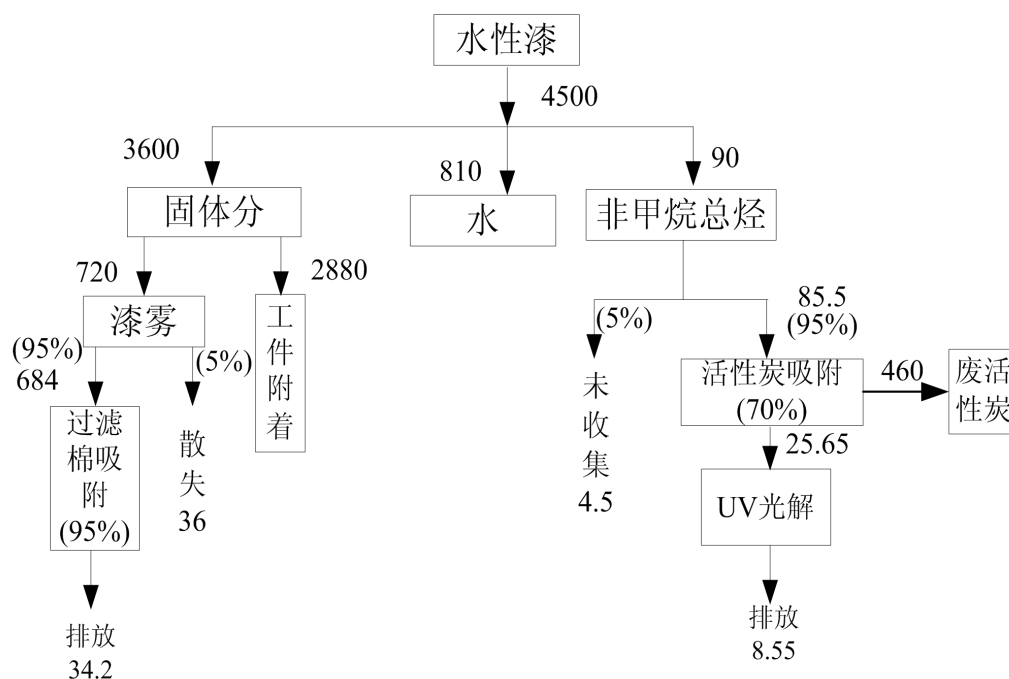 水性漆
4500
3600
810
90
固体分
水
非甲烷总烃
720
2880
85.5
(95%)
漆雾
工件附着
(5%)
(95%)
684
(5%)
过滤
棉吸
附
(95%)
散失
36
未收集
4.5
活性炭吸附
(70%)
460
废活
性炭
25.65
UV光解
排放
34.2
排放
8.55